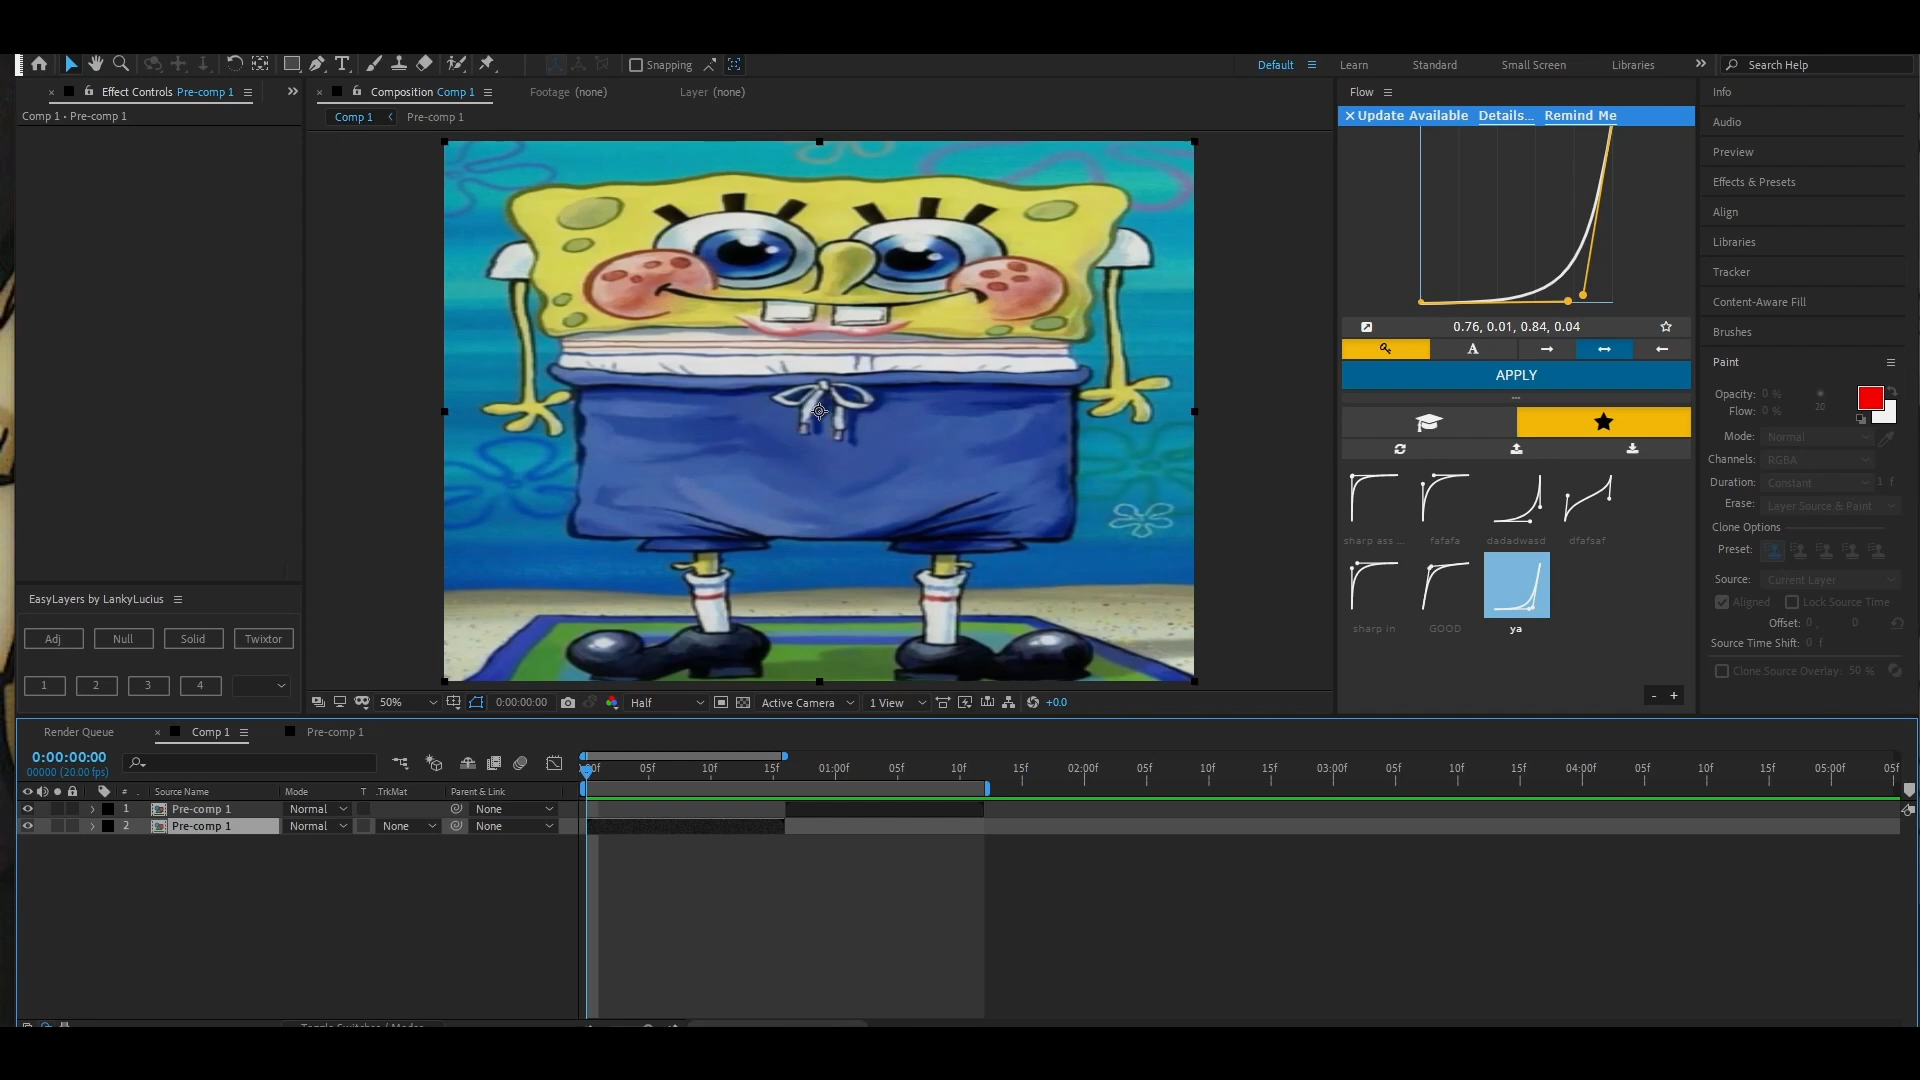 Snapping
Default
Learn
Standard
Small Screen
Libraries
Search Help
Effect Controls Pre-comp 1
Composition Comp 1
Footage (none)
Layer (none)
Flow
Info
Comp 1 • Pre-comp 1
Comp 1
Pre-comp 1
Update Available Details... Remind Me
Audio
Preview
Effects & Presets
Align
Libraries
Tracker
Content-Aware Fill
Brushes
0.76, 0.01, 0.84, 0.04
A
APPLY
Paint
Opacity: 0 %
Flow: 0 %
20
Mode: Normal
Channels: RGBA
Duration: Constant 1 f
Erase: Layer Source & Paint
Clone Options
Preset:
Source: Current Layer
Aligned
Lock Source Time
Offset: 0 , 0
Source Time Shift: 0 f
Clone Source Overlay: 50 %
sharp ass ...
fafafa
dadadwasd
dfafsaf
sharp in
GOOD
ya
- +
EasyLayers by LankyLucius
Adj
Null
Solid
Twixtor
1
2
3
4
50%
0:00:00:00
Half
Active Camera
1 View
+0.0
Render Queue
Comp 1
Pre-comp 1
0:00:00:00
00000 (20.00 fps)
05f
10f
15f
01:00f
05f
10f
15f
02:00f
05f
10f
15f
03:00f
05f
10f
15f
04:00f
05f
10f
15f
05:00f
05f
# Source Name Mode T .TrkMat Parent & Link
1 Pre-comp 1 Normal None
2 Pre-comp 1 Normal None None